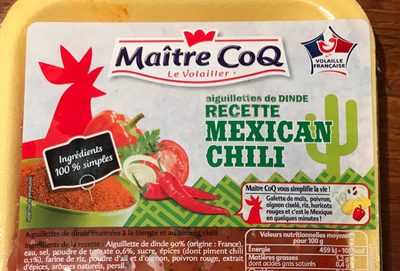 Maître CoQ
Le Volailler
VOLAILLE
FRANÇAISE
aiguillettes de DINDE
RECETTE
MEXICAN
CHILI
Ingrédients
100 % simples
Maître CoQ vous simplifie la vie !
Galette de maïs, poivron,
oignon ciselé, riz, haricots
rouges et c'est le Mexique
en quelques minutes !
Aiguillettes de dinde marinées à la tomate et au piment chili
Ingrédients de la recette : Aiguillette de dinde 90% (origine : France),
eau, sel, poudre de tomate 0,6%, sucre, épices (dont piment chili
0,1%), farine de riz, poudre d'ail et d'oignon, poivron rouge, extrait
d'épices), antioxydant
Valeurs nutritionnelles moyennes
pour 100 g
Energie 459 kJ
Matières grasses
dont acides gras saturés